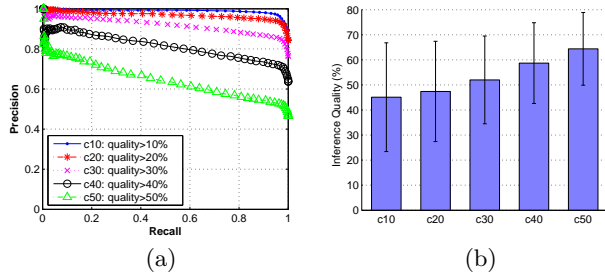 1
0.8
0.6
0.4
0.2
0
Precision
c10: quality>10%
c20: quality>20%
c30: quality>30%
c40: quality>40%
c50: quality>50%
0 0.2 0.4 0.6 0.8 1
Recall
(a)
80
70
60
50
40
30
20
10
0
Inference Quality (%)
c10 c20 c30 c40 c50
(b)